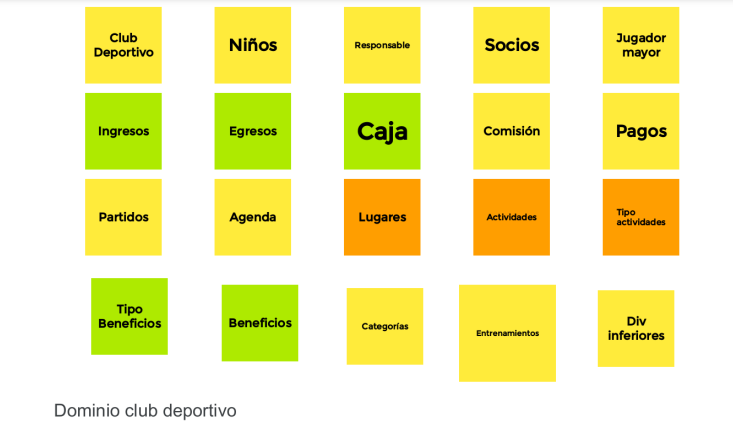 Club
Deportivo
Niños
Responsable
Socios
Jugador
mayor
Ingresos
Egresos
Caja
Comisión
Pagos
Partidos
Agenda
Lugares
Actividades
Tipo
actividades
Tipo
Beneficios
Beneficios
Categorías
Entrenamientos
Div
inferiores
Dominio club deportivo